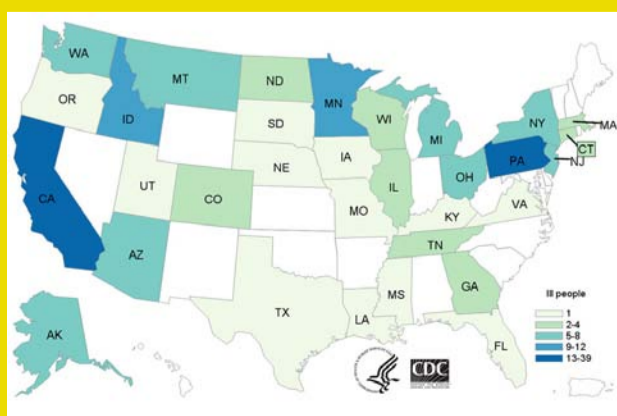 WA
MT
ND
MN
OR
ID
SD
WI
MI
NY
MA
CT
NJ
PA
CA
UT
CO
NE
IA
IL
OH
MO
KY
VA
AZ
TN
MS
GA
TX
LA
FL
AK
Ill people
1
2-4
5-8
9-12
13-39
CDC